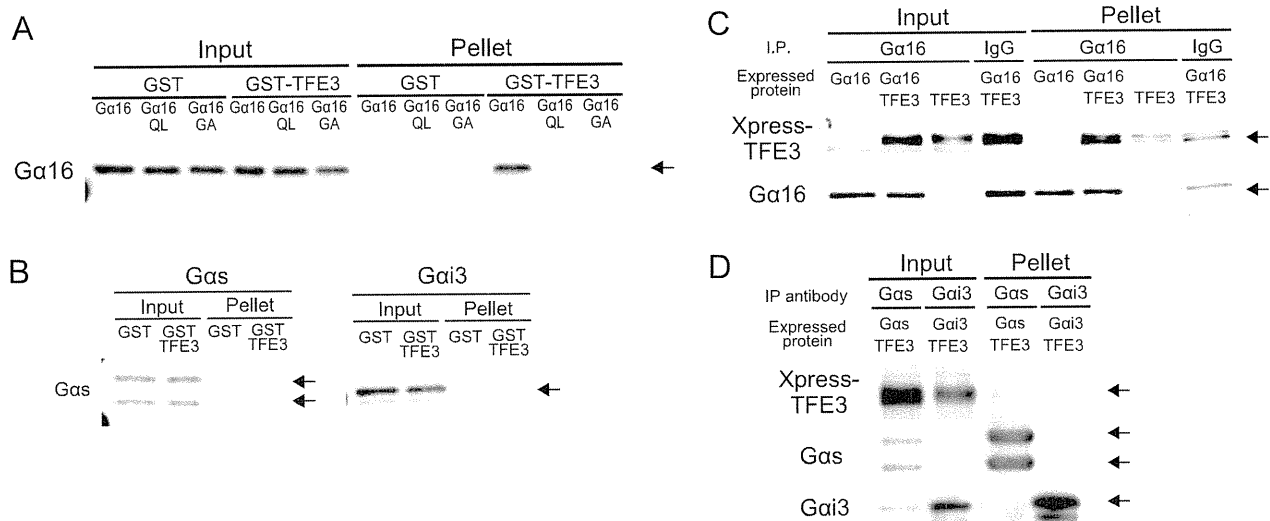 A
Input Pellet
GST GST-TFE3 GST GST-TFE3
Gα16 Gα16 Gα16 Gα16 Gα16 Gα16 Gα16 Gα16 Gα16 Gα16 Gα16 Gα16
QL GA QL GA QL GA QL GA
Gα16
B
Gαs
Input Pellet
GST GST GST GST
TFE3 TFE3
Gαs
Gαi3
Input Pellet
GST GST GST GST
TFE3 TFE3
C
Input Pellet
I.P. Gα16 IgG Gα16 IgG
Expressed Gα16 Gα16 Gα16 Gα16 Gα16 Gα16
protein TFE3 TFE3 TFE3 TFE3 TFE3 TFE3
Xpress-
TFE3
Gα16
D
Input Pellet
IP antibody Gαs Gαi3 Gαs Gαi3
Expressed Gαs Gαi3 Gαs Gαi3
protein TFE3 TFE3 TFE3 TFE3
Xpress-
TFE3
Gαs
Gαi3